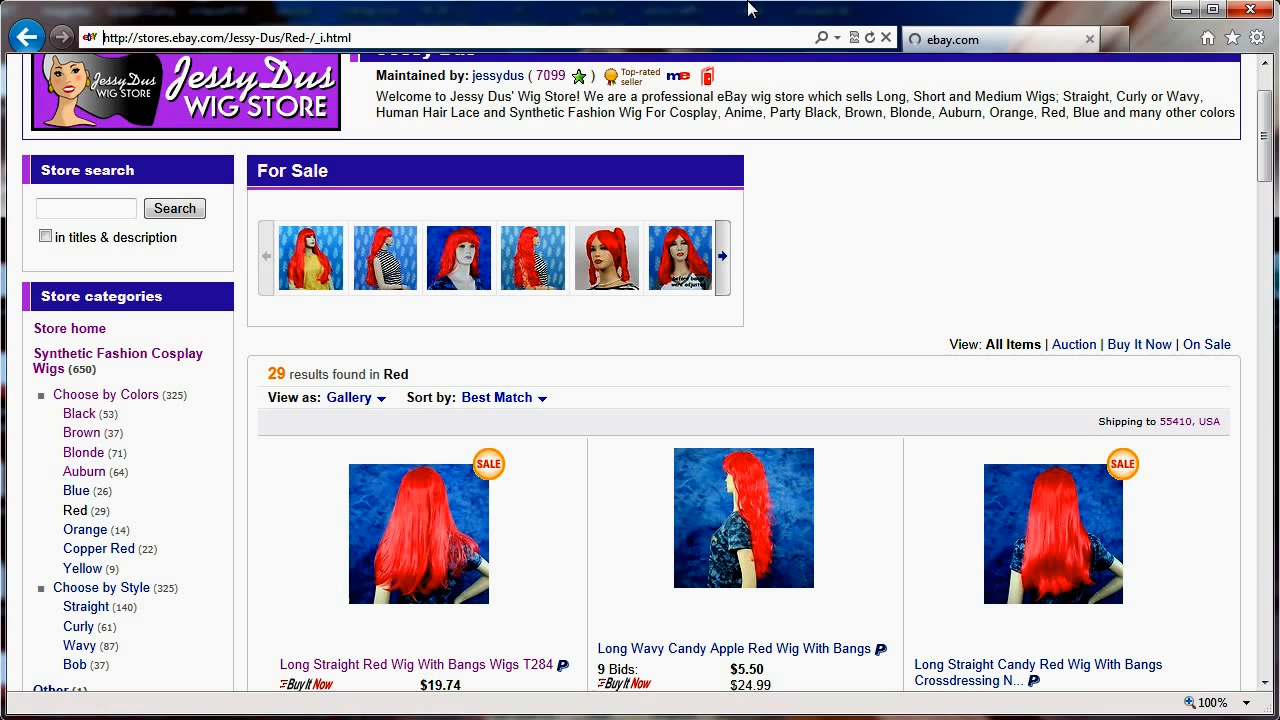 http://stores.ebay.com/Jessy-Dus/Red-/_i.html
ebay.com
JessyDus
WIG STORE
JessyDus
WIG STORE
Jessy Dus
Maintained by: jessydus ( 7099 ) Top-rated seller me
Welcome to Jessy Dus' Wig Store! We are a professional eBay wig store which sells Long, Short and Medium Wigs; Straight, Curly or Wavy,
Human Hair Lace and Synthetic Fashion Wig For Cosplay, Anime, Party Black, Brown, Blonde, Auburn, Orange, Red, Blue and many other colors
Store search
Search
in titles & description
Store categories
Store home
Synthetic Fashion Cosplay
Wigs (650)
Choose by Colors (325)
Black (53)
Brown (37)
Blonde (71)
Auburn (64)
Blue (26)
Red (29)
Orange (14)
Copper Red (22)
Yellow (9)
Choose by Style (325)
Straight (140)
Curly (61)
Wavy (87)
Bob (37)
Other (1)
For Sale
before bangs
were adjusted
View: All Items | Auction | Buy It Now | On Sale
29 results found in Red
View as: Gallery Sort by: Best Match
Shipping to 55410, USA
SALE
Long Straight Red Wig With Bangs Wigs T284
Buy It Now $19.74
Long Wavy Candy Apple Red Wig With Bangs
9 Bids: $5.50
Buy It Now $24.99
SALE
Long Straight Candy Red Wig With Bangs
Crossdressing N...
100%